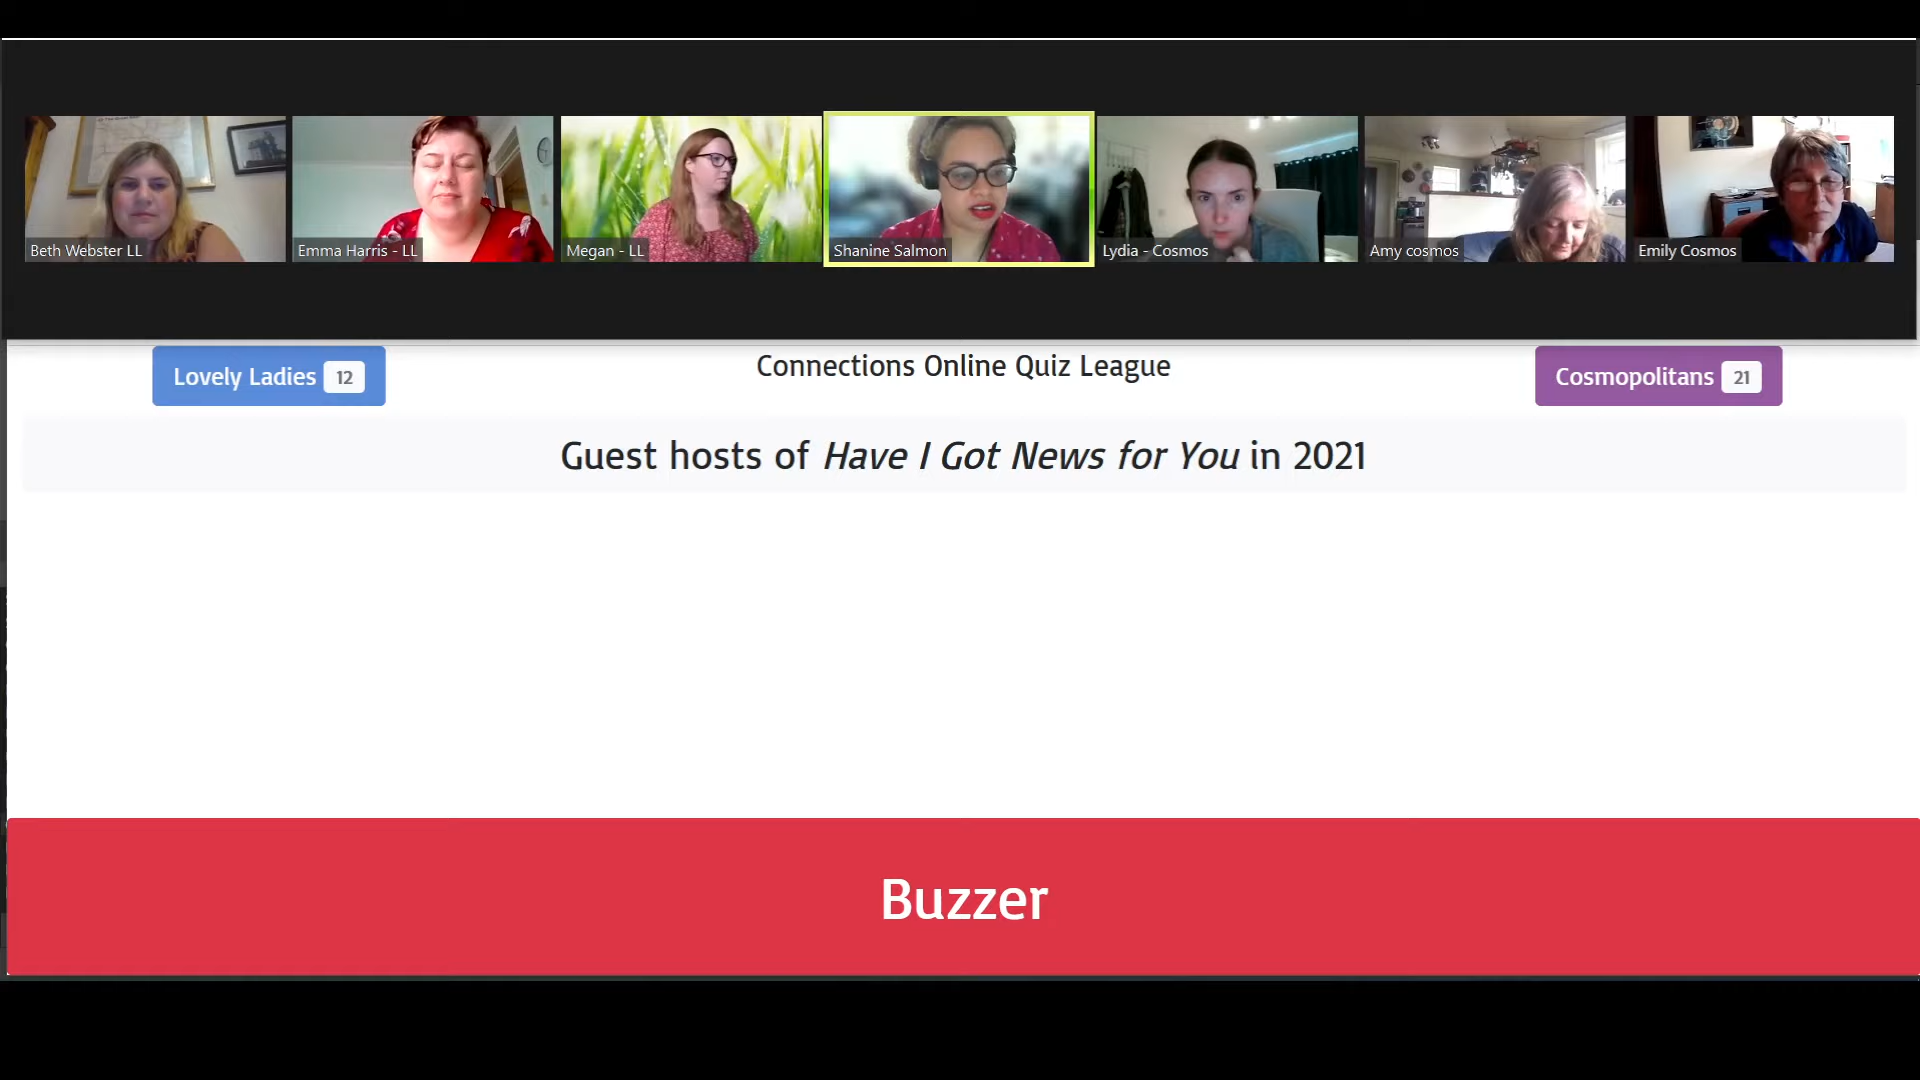 Beth Webster LL
Emma Harris - LL
Megan - LL
Shanine Salmon
Lydia - Cosmos
Amy cosmos
Emily Cosmos
Lovely Ladies 12
Connections Online Quiz League
Cosmopolitans 21
Guest hosts of Have I Got News for You in 2021
Buzzer